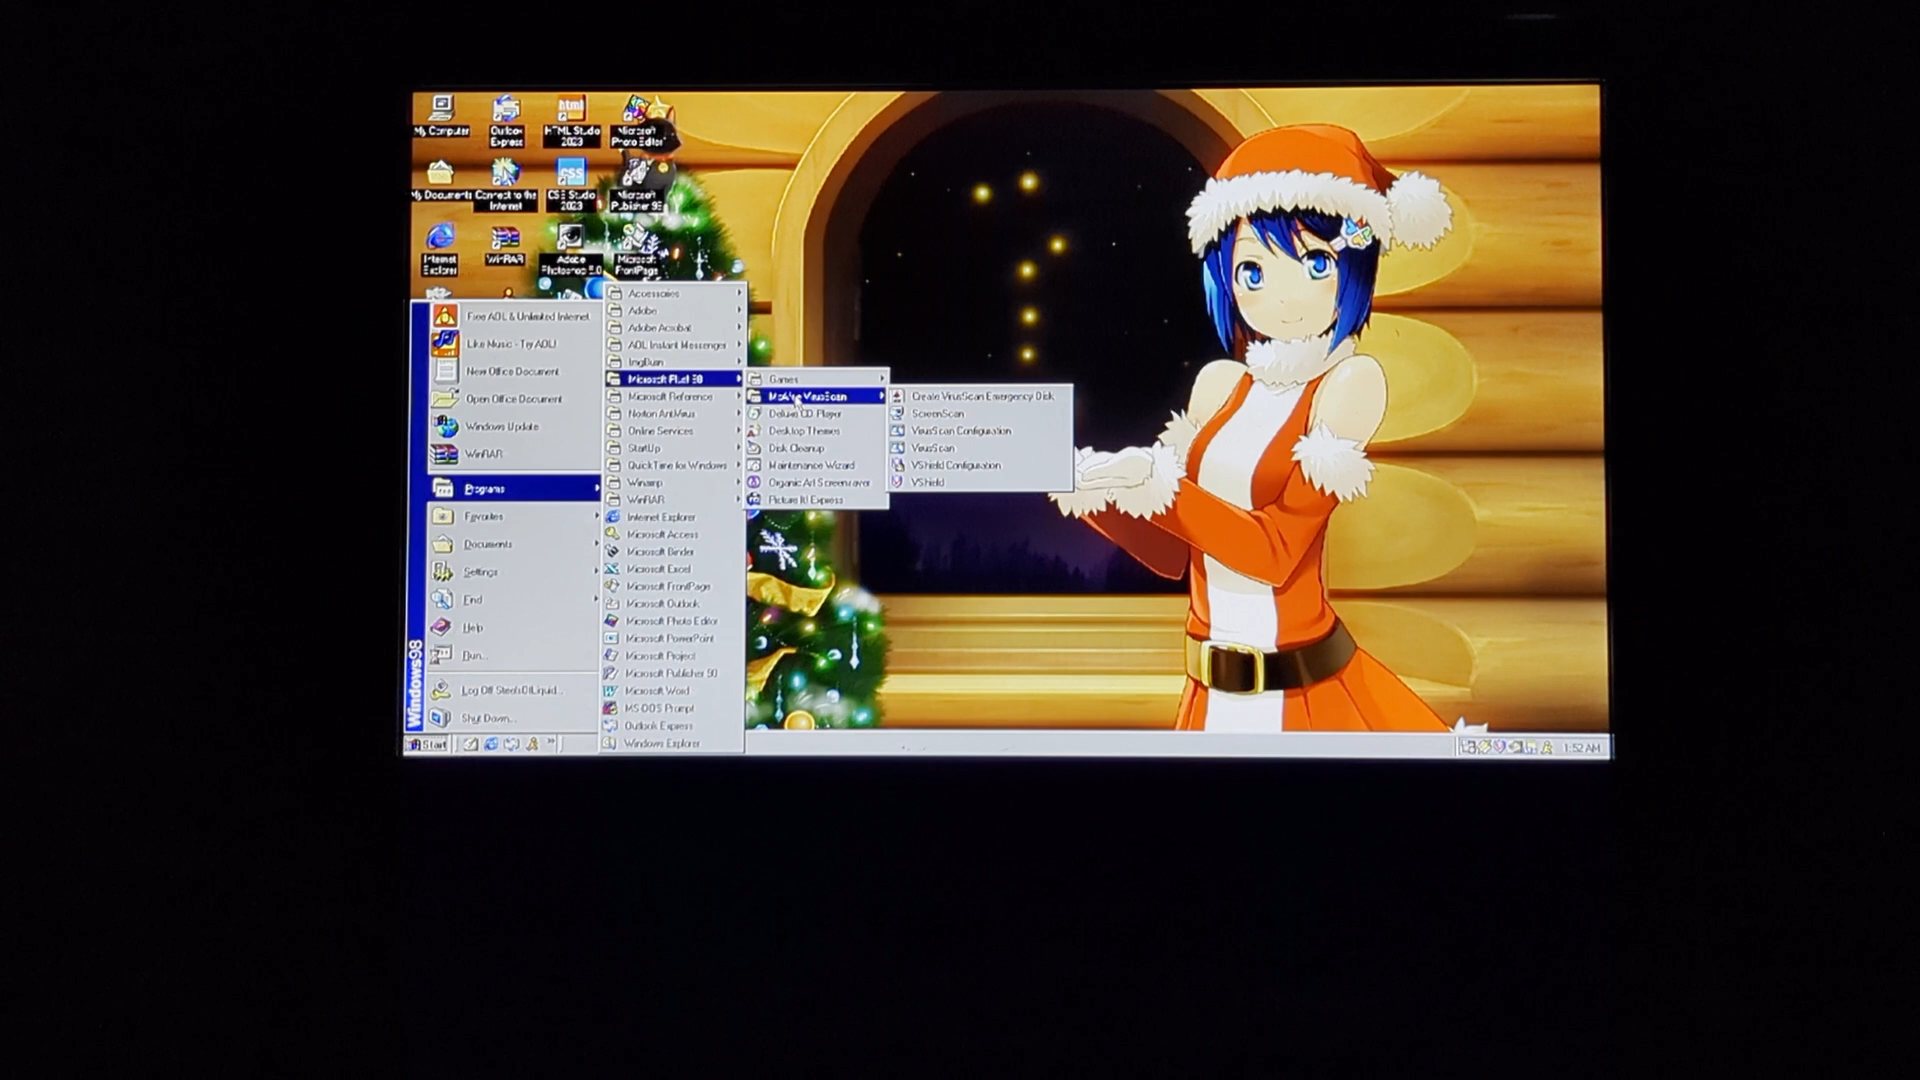 My Computer
Outlook
Express
HTML Studio
2023
Microsoft
Photo Editor
My Documents
Connect to the
Internet
CSS Studio
2023
Microsoft
Publisher 98
Internet
Explorer
WinRAR
Adobe
Photoshop 5.0
Microsoft
FrontPage
html
css
Free AOL & Unlimited Internet
Like Music - Try AOL!
New Office Document
Open Office Document
Windows Update
WinRAR
Programs
Favorites
Documents
Settings
Find
Help
Run...
Log Off
Shut Down...
Windows98
Accessories
Adobe
Adobe Acrobat
AOL Instant Messenger
ImgBurn
Microsoft Plus! 98
Microsoft Reference
Norton AntiVirus
Online Services
StartUp
QuickTime for Windows
Winamp
WinRAR
Internet Explorer
Microsoft Access
Microsoft Binder
Microsoft Excel
Microsoft FrontPage
Microsoft Outlook
Microsoft Photo Editor
Microsoft PowerPoint
Microsoft Project
Microsoft Publisher 98
Microsoft Word
MS-DOS Prompt
Outlook Express
Windows Explorer
Games
McAfee VirusScan
Deluxe CD Player
Desktop Themes
Disk Cleanup
Maintenance Wizard
Organic Art Screensaver
Picture It! Express
Create VirusScan Emergency Disk
ScreenScan
VirusScan Configuration
VirusScan
VShield Configuration
VShield
Start
1:52 AM